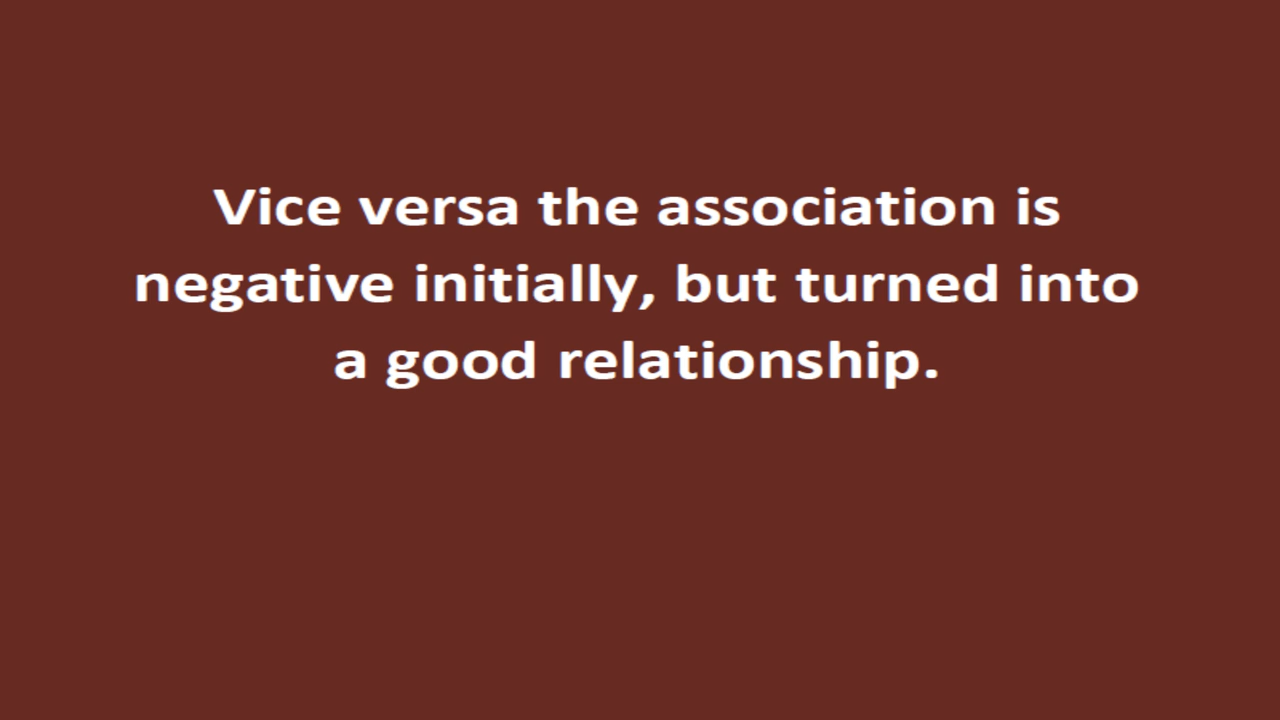 Vice versa the association is
negative initially, but turned into
a good relationship.